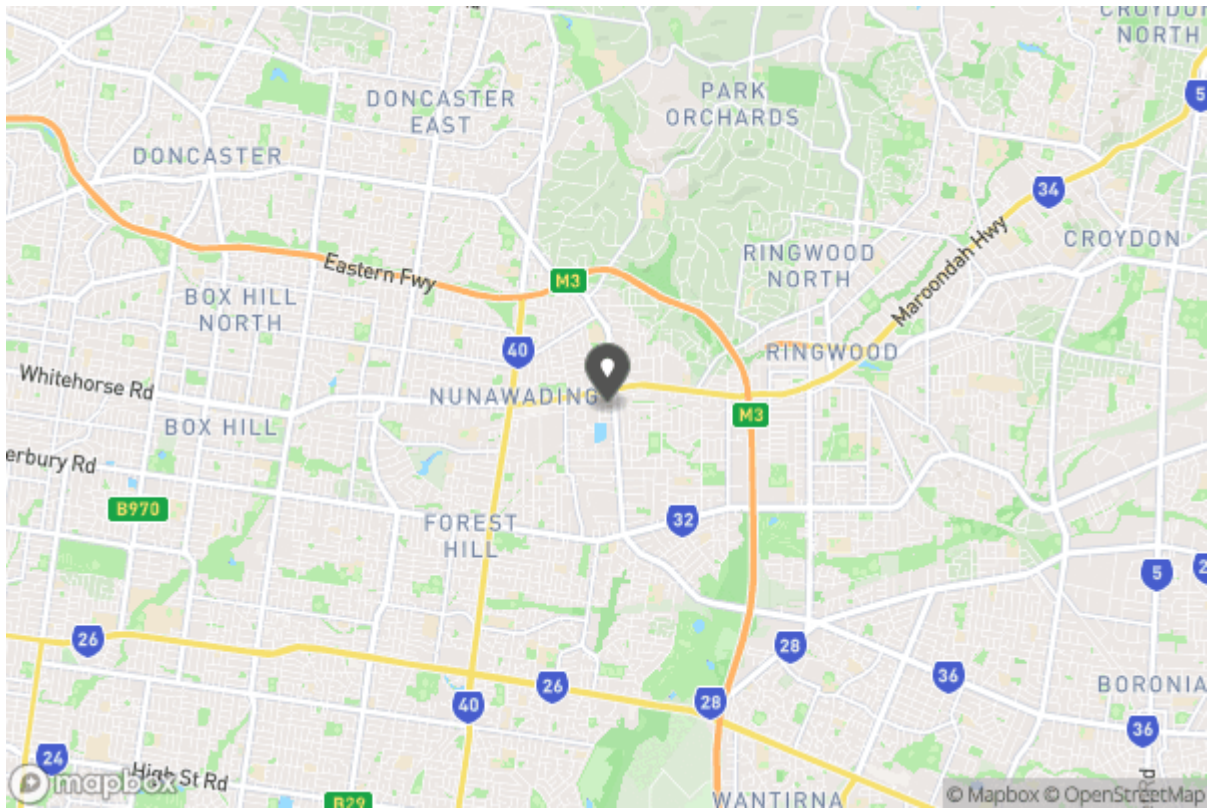 CROYDON
NORTH
5
PARK
ORCHARDS
DONCASTER
EAST
DONCASTER
34
CROYDON
RINGWOOD
NORTH
Maroondah Hwy
Eastern Fwy
M3
BOX HILL
NORTH
40
RINGWOOD
Whitehorse Rd
NUNAWADING
M3
BOX HILL
erbury Rd
B970
FOREST
HILL
32
5
2
26
28
36
26
BORONIA
40
28
36
24
High St Rd
Rd
mapbox
B29
WANTIRNA
© Mapbox © OpenStreetMap